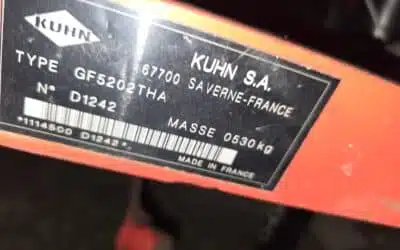 KUHN
KUHN S.A.
67700 SAVERNE-FRANCE
TYPE GF5202THA
N° D1242
MASSE 0530kg
*1114500 D1242*
MADE IN FRANCE